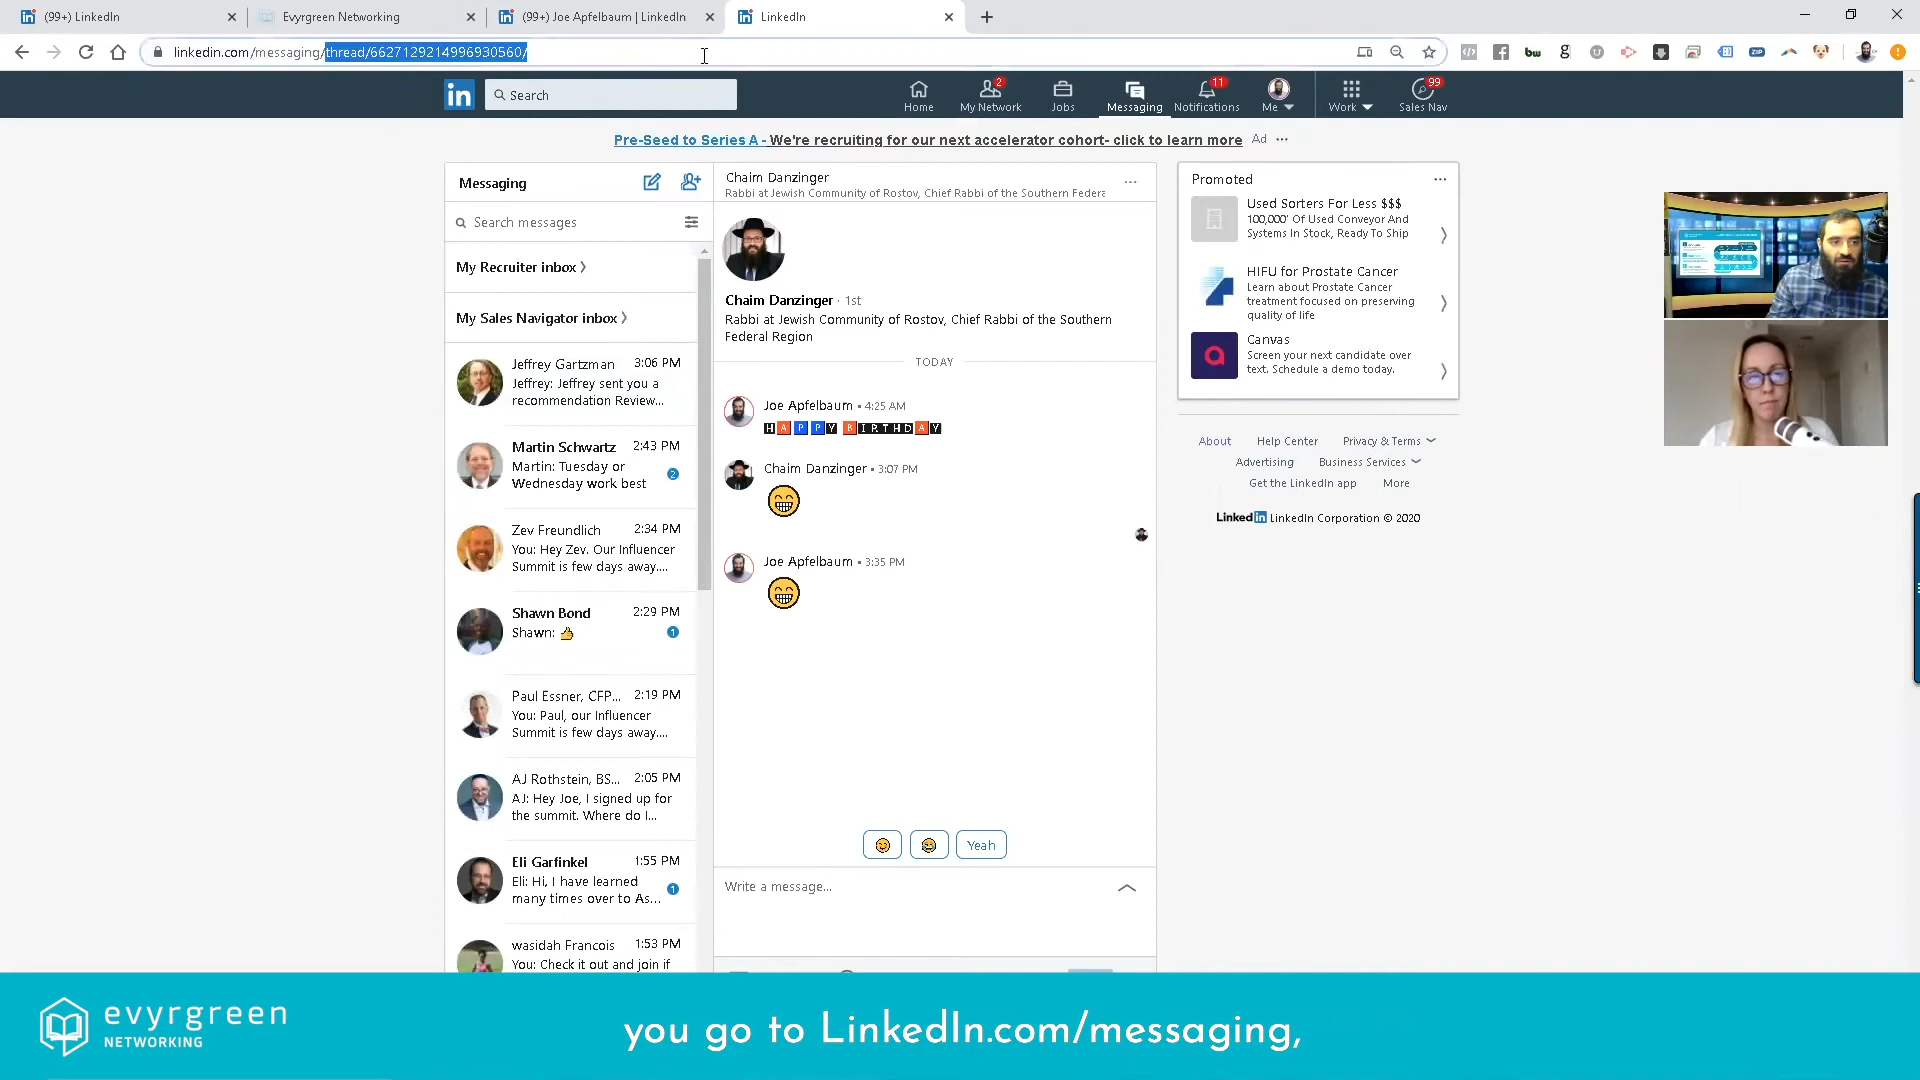 (99+) LinkedIn
Evyrgreen Networking
(99+) Joe Apfelbaum | LinkedIn
LinkedIn
linkedin.com/messaging/thread/6627129214996930560/
in
Search
Home
2
My Network
Jobs
Messaging
11
Notifications
Me
Work
99
Sales Nav
Pre-Seed to Series A - We're recruiting for our next accelerator cohort- click to learn more
Ad
Messaging
Search messages
My Recruiter inbox
My Sales Navigator inbox
Jeffrey Gartzman 3:06 PM
Jeffrey: Jeffrey sent you a
recommendation Review...
Martin Schwartz 2:43 PM
Martin: Tuesday or
Wednesday work best
2
Zev Freundlich 2:34 PM
You: Hey Zev. Our Influencer
Summit is few days away....
Shawn Bond 2:29 PM
Shawn: 👍
1
Paul Essner, CFP... 2:19 PM
You: Paul, our Influencer
Summit is few days away....
AJ Rothstein, BS... 2:05 PM
AJ: Hey Joe, I signed up for
the summit. Where do I...
Eli Garfinkel 1:55 PM
Eli: Hi, I have learned
many times over to As...
1
wasidah Francois 1:53 PM
You: Check it out and join if
Chaim Danzinger
Rabbi at Jewish Community of Rostov, Chief Rabbi of the Southern Federa
Chaim Danzinger · 1st
Rabbi at Jewish Community of Rostov, Chief Rabbi of the Southern
Federal Region
TODAY
Joe Apfelbaum • 4:25 AM
HAPPY BIRTHDAY
Chaim Danzinger • 3:07 PM
😁
Joe Apfelbaum • 3:35 PM
😁
Yeah
Write a message...
Promoted
Used Sorters For Less $$$
100,000' Of Used Conveyor And
Systems In Stock, Ready To Ship
HIFU for Prostate Cancer
Learn about Prostate Cancer
treatment focused on preserving
quality of life
Canvas
Screen your next candidate over
text. Schedule a demo today.
About Help Center Privacy & Terms
Advertising Business Services
Get the LinkedIn app More
LinkedIn LinkedIn Corporation © 2020
evyrgreen
NETWORKING
you go to LinkedIn.com/messaging,